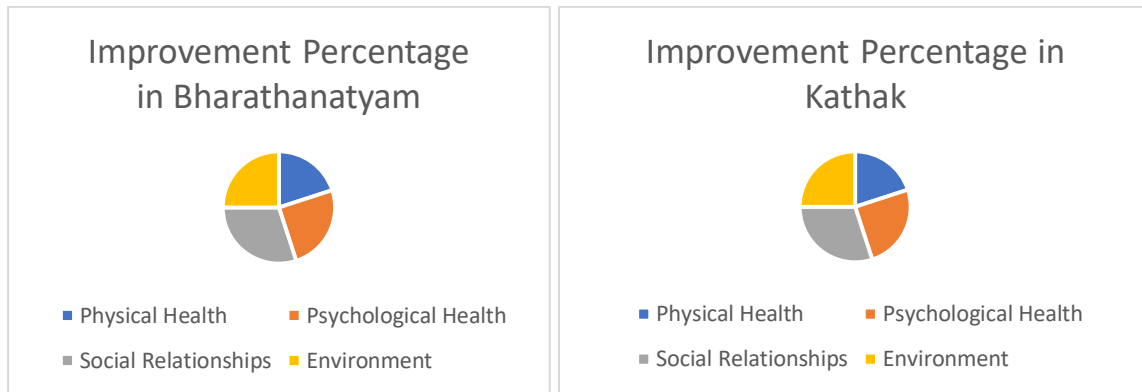 Improvement Percentage
in Bharathanatyam
Physical Health
Psychological Health
Social Relationships
Environment
Improvement Percentage in
Kathak
Physical Health
Psychological Health
Social Relationships
Environment